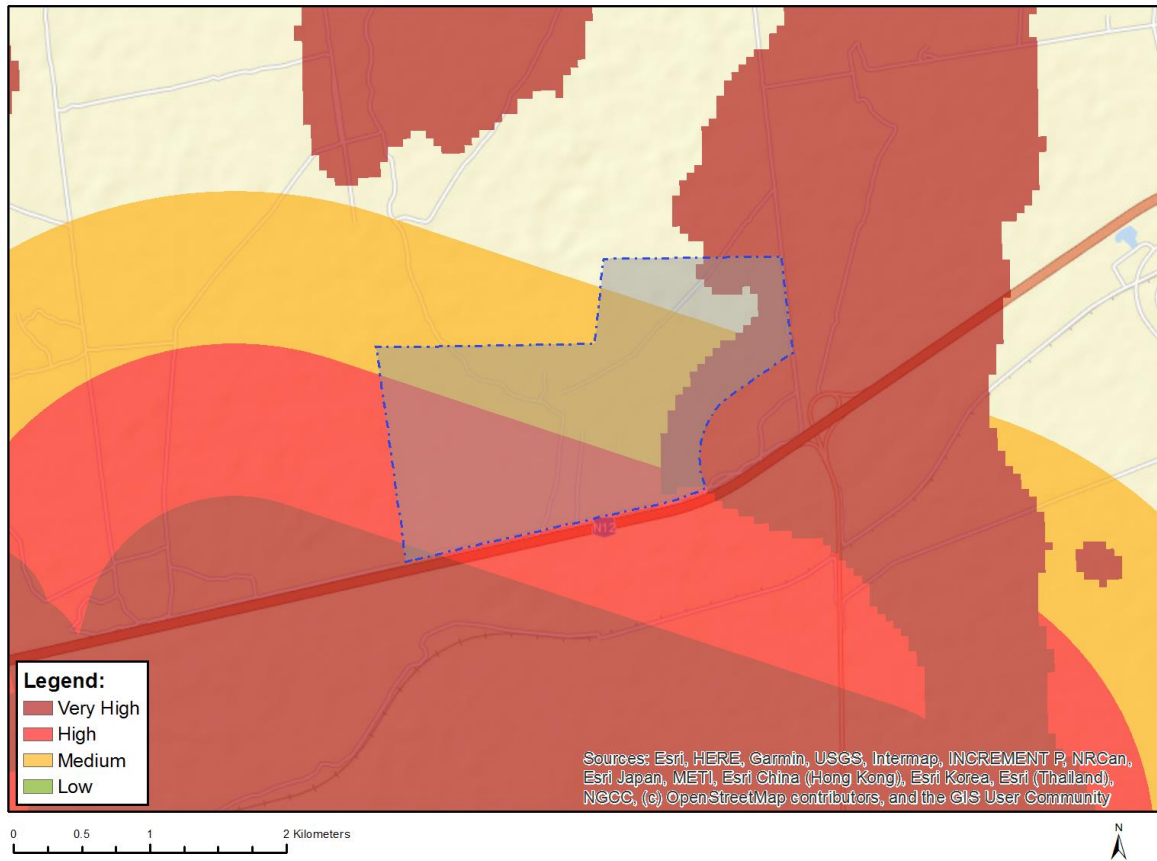 N12
Legend:
Very High
High
Medium
Low
Sources: Esri, HERE, Garmin, USGS, Intermap, INCREMENT P, NRCan,
Esri Japan, METI, Esri China (Hong Kong), Esri Korea, Esri (Thailand),
NGCC, (c) OpenStreetMap contributors, and the GIS User Community
0 0.5 1 2 Kilometers
N